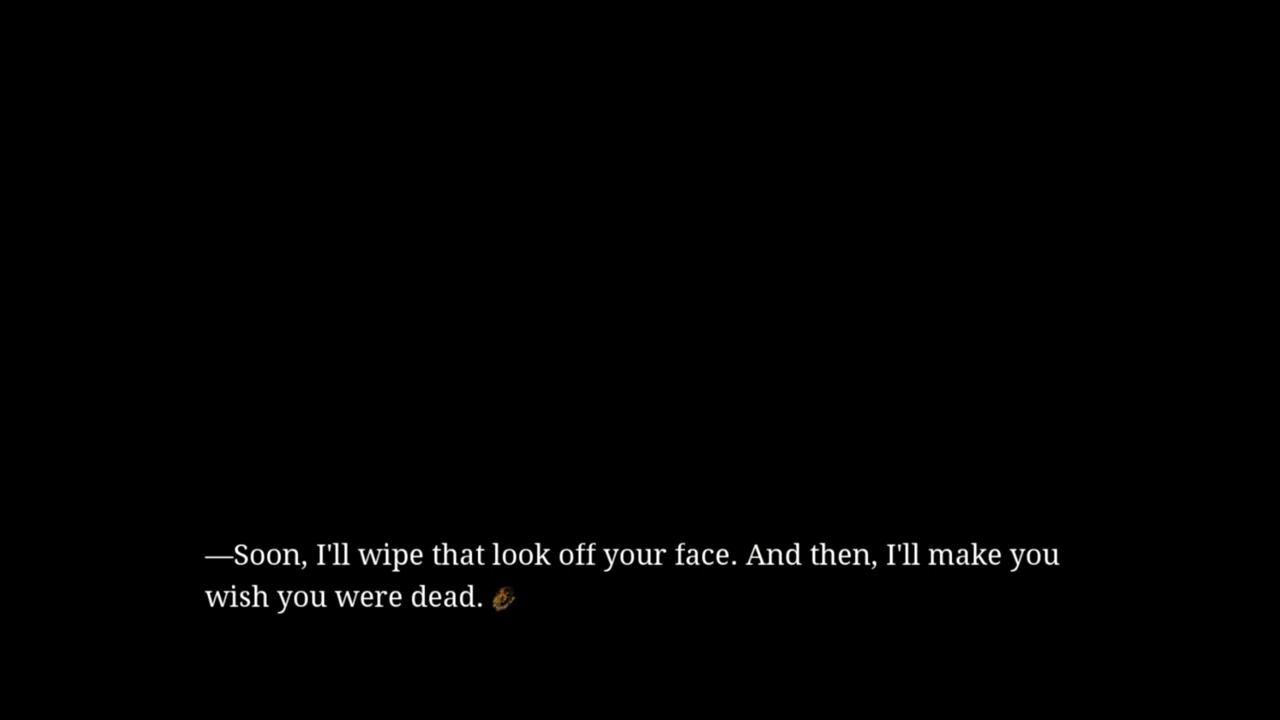 —Soon, I'll wipe that look off your face. And then, I'll make you
wish you were dead.